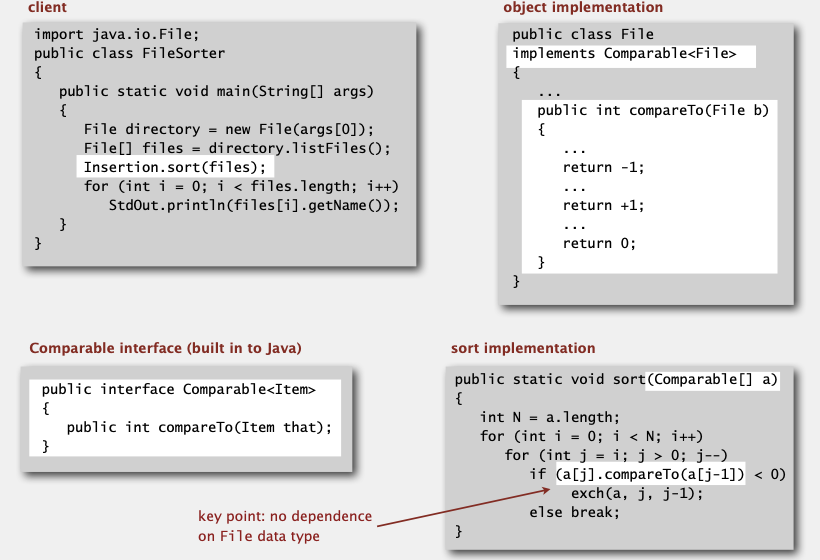 client
import java.io.File;
public class FileSorter
{
   public static void main(String[] args)
   {
      File directory = new File(args[0]);
      File[] files = directory.listFiles();
      Insertion.sort(files);
      for (int i = 0; i < files.length; i++)
         StdOut.println(files[i].getName());
   }
}
object implementation
public class File
implements Comparable<File>
{
   ...
   public int compareTo(File b)
   {
      ...
      return -1;
      ...
      return +1;
      ...
      return 0;
   }
}
Comparable interface (built in to Java)
public interface Comparable<Item>
{
   public int compareTo(Item that);
}
sort implementation
public static void sort(Comparable[] a)
{
   int N = a.length;
   for (int i = 0; i < N; i++)
      for (int j = i; j > 0; j--)
         if (a[j].compareTo(a[j-1]) < 0)
              exch(a, j, j-1);
         else break;
}
key point: no dependence
on File data type